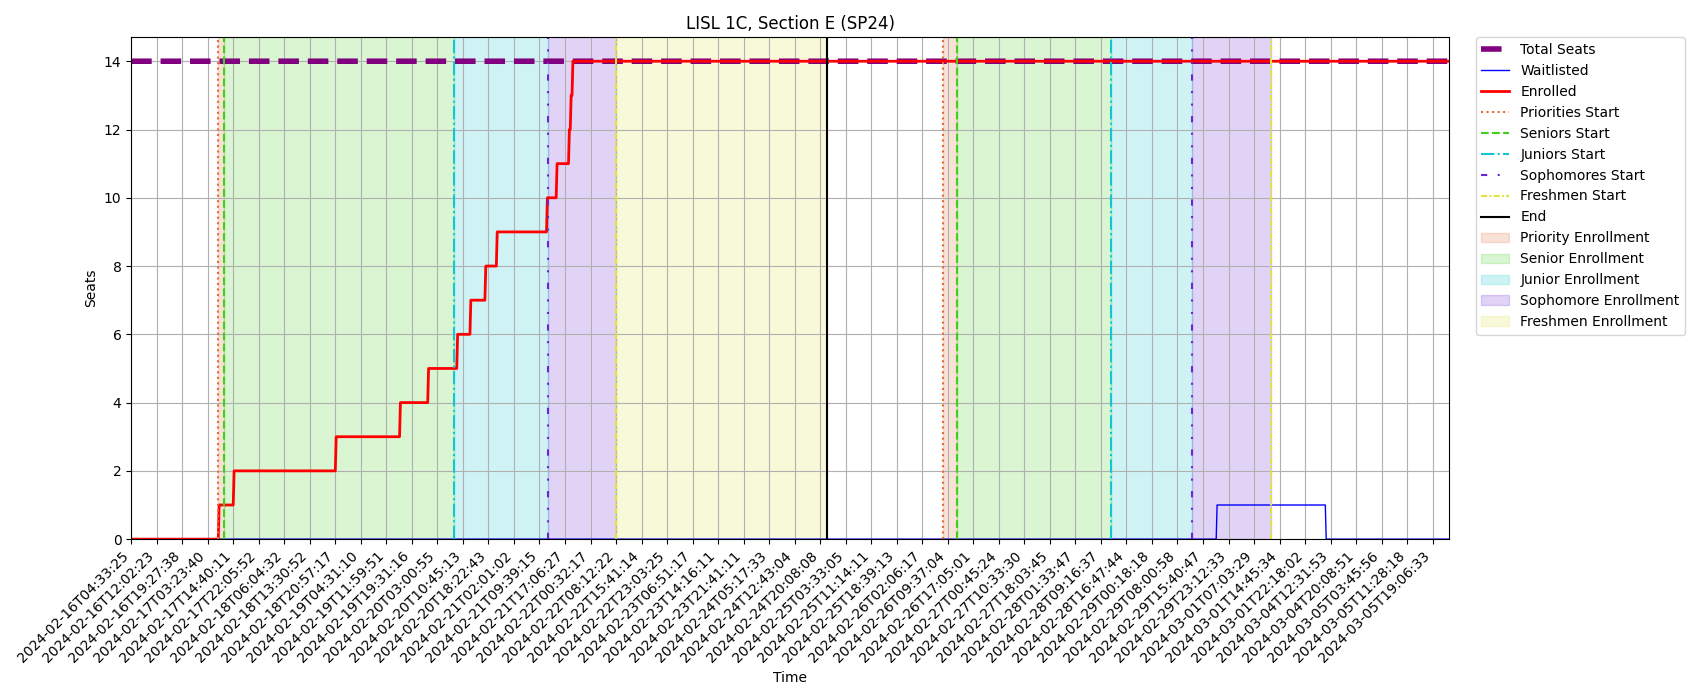 LISL 1C, Section E (SP24)
Seats
14
12
10
8
6
4
2
0
2024-02-16T04:33:25
2024-02-16T12:02:23
2024-02-16T19:27:38
2024-02-17T03:23:40
2024-02-17T14:40:11
2024-02-17T22:05:52
2024-02-18T06:04:32
2024-02-18T13:30:52
2024-02-18T20:57:17
2024-02-19T04:31:10
2024-02-19T11:59:51
2024-02-19T19:31:16
2024-02-20T03:00:55
2024-02-20T10:45:13
2024-02-20T18:22:43
2024-02-21T02:01:02
2024-02-21T09:39:15
2024-02-21T17:06:27
2024-02-22T00:32:17
2024-02-22T08:12:22
2024-02-22T15:41:14
2024-02-22T23:03:25
2024-02-23T06:51:17
2024-02-23T14:16:11
2024-02-23T21:41:11
2024-02-24T05:17:33
2024-02-24T12:43:04
2024-02-24T20:08:08
2024-02-25T03:33:05
2024-02-25T11:14:11
2024-02-25T18:39:13
2024-02-26T02:06:17
2024-02-26T09:37:04
2024-02-26T17:05:01
2024-02-27T00:45:24
2024-02-27T10:33:30
2024-02-27T18:03:45
2024-02-28T01:33:47
2024-02-28T09:16:37
2024-02-28T16:47:44
2024-02-29T00:18:18
2024-02-29T08:00:58
2024-02-29T15:40:47
2024-02-29T23:12:33
2024-03-01T07:03:29
2024-03-01T14:45:34
2024-03-01T22:18:02
2024-03-04T12:31:53
2024-03-04T20:08:51
2024-03-05T03:45:56
2024-03-05T11:28:18
2024-03-05T19:06:33
Time
Total Seats
Waitlisted
Enrolled
Priorities Start
Seniors Start
Juniors Start
Sophomores Start
Freshmen Start
End
Priority Enrollment
Senior Enrollment
Junior Enrollment
Sophomore Enrollment
Freshmen Enrollment